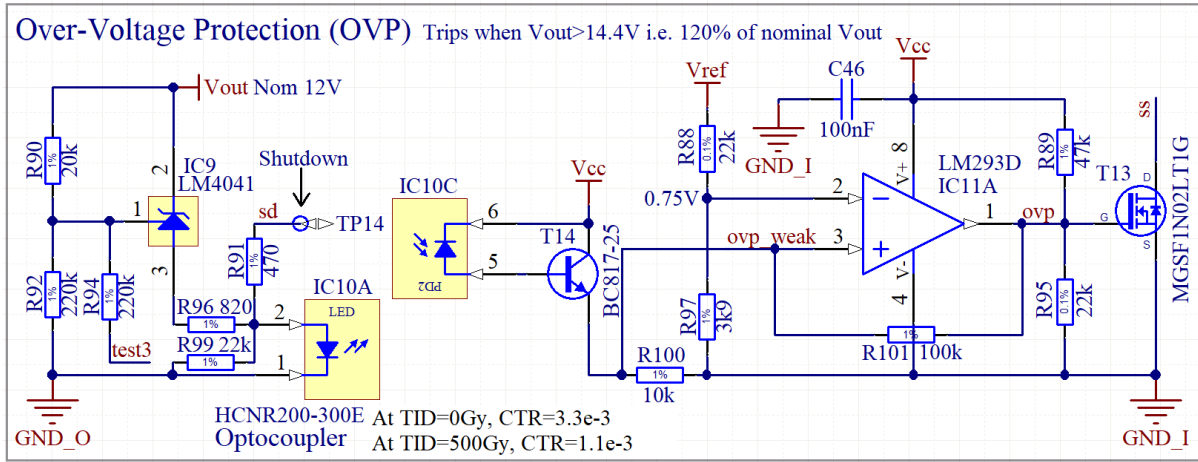 Over-Voltage Protection (OVP) Trips when Vout>14.4V i.e. 120% of nominal Vout
Vout Nom 12V
R90
1%
20k
2
IC9
LM4041
1
3
Shutdown
sd
TP14
R91
470
R92
1%
220k
R94
1%
220k
test3
R96 820
1%
R99 22k
1%
IC10A
LED
2
1
GND_O
HCNR200-300E
Optocoupler
At TID=0Gy, CTR=3.3e-3
At TID=500Gy, CTR=1.1e-3
IC10C
PD2
6
5
Vcc
T14
BC817-25
Vref
R88
0.1%
22k
0.75V
ovp_weak
R97
1%
3k9
R100
1%
10k
C46
100nF
GND_I
Vcc
V+ 8
LM293D
IC11A
2
3
1
V-
4
R101
1%
100k
ovp
R89
1%
47k
R95
0.1%
22k
ss
T13
D
G
S
MGSF1N02LT1G
GND_I